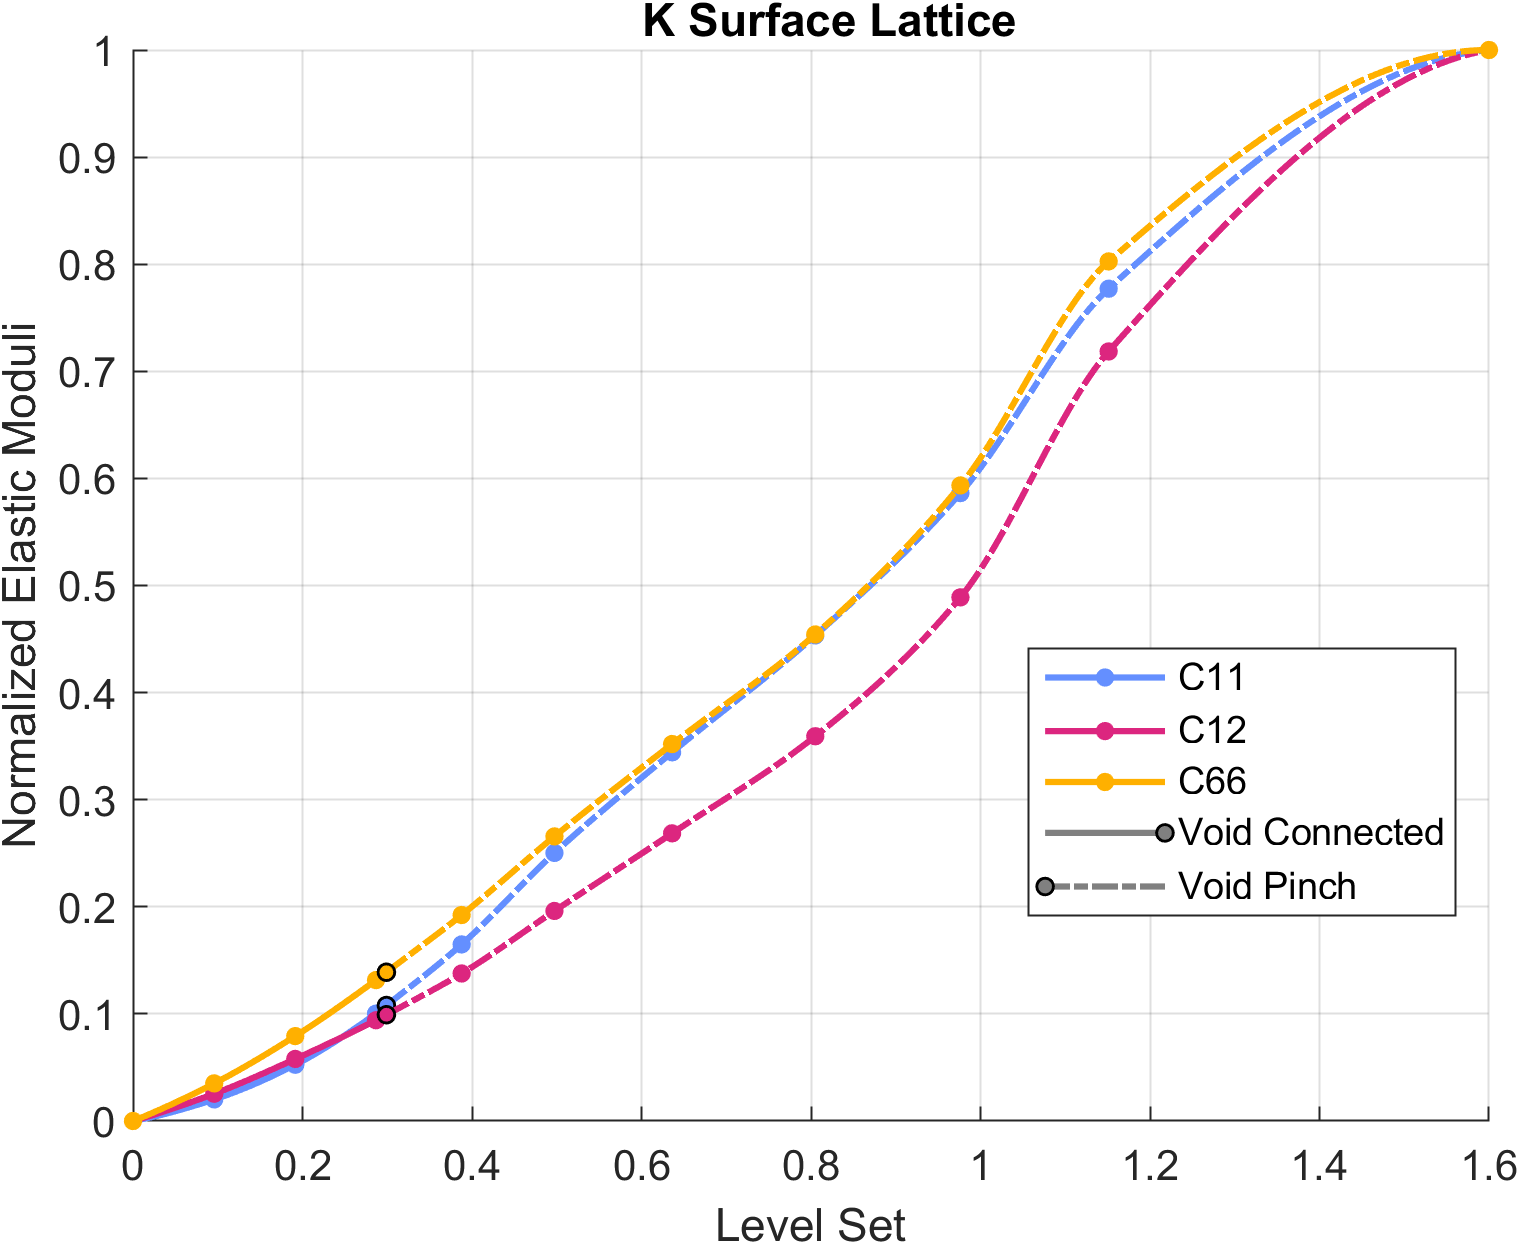 K Surface Lattice
1
0.9
0.8
0.7
0.6
0.5
0.4
0.3
0.2
0.1
0
Normalized Elastic Moduli
C11
C12
C66
Void Connected
Void Pinch
0 0.2 0.4 0.6 0.8 1 1.2 1.4 1.6
Level Set